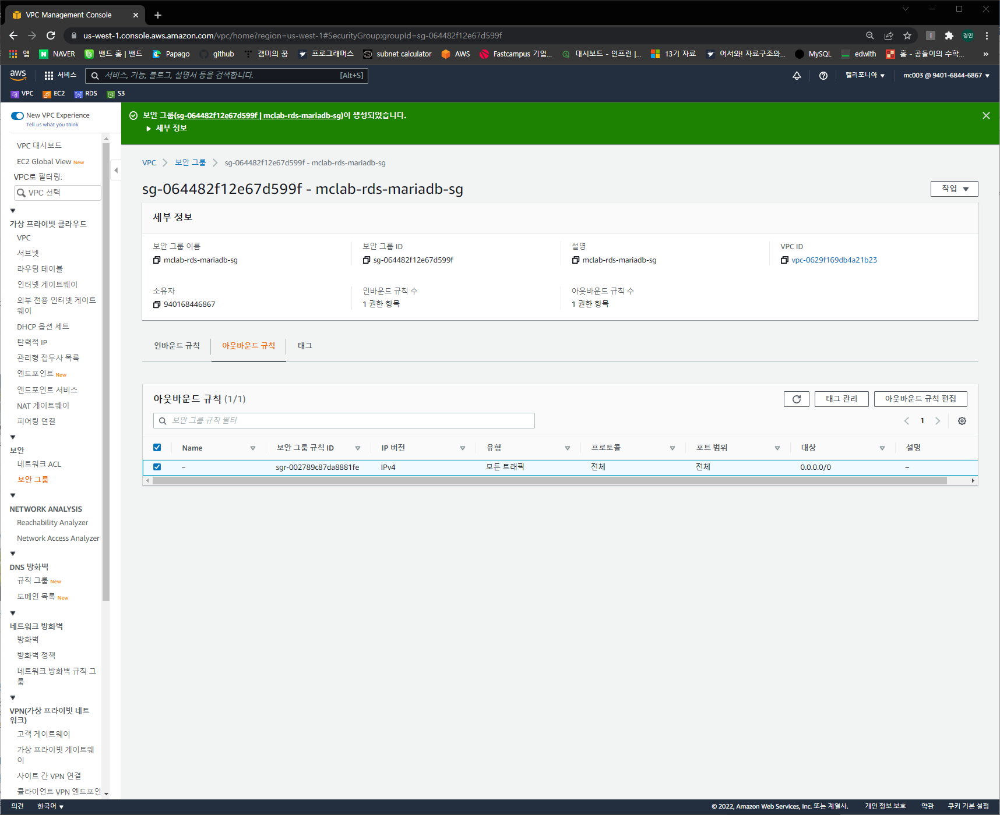 VPC Management Console
us-west-1.console.aws.amazon.com/vpc/home?region=us-west-1#SecurityGroup:groupId=sg-064482f12e67d599f
경민
앱 NAVER 밴드 홈 | 밴드 Papago github 캠미의 꿈 프로그래머스 subnet calculator AWS Fastcampus 기업... 대시보드 - 인프런 |... 13기 자료 어서와! 자료구조와... MySQL edwith 홈 - 공돌이의 수학... »
aws 서비스 서비스, 기능, 블로그, 설명서 등을 검색합니다. [Alt+S] 캘리포니아 mc003 @ 9401-6844-6867
VPC EC2 RDS S3
New VPC Experience
Tell us what you think
VPC 대시보드
EC2 Global View New
VPC로 필터링:
VPC 선택
가상 프라이빗 클라우드
VPC
서브넷
라우팅 테이블
인터넷 게이트웨이
외부 전용 인터넷 게이트
웨이
DHCP 옵션 세트
탄력적 IP
관리형 접두사 목록
엔드포인트 New
엔드포인트 서비스
NAT 게이트웨이
피어링 연결
보안
네트워크 ACL
보안 그룹
NETWORK ANALYSIS
Reachability Analyzer
Network Access Analyzer
DNS 방화벽
규칙 그룹 New
도메인 목록 New
네트워크 방화벽
방화벽
방화벽 정책
네트워크 방화벽 규칙 그
룹
VPN(가상 프라이빗 네트
워크)
고객 게이트웨이
가상 프라이빗 게이트웨
이
사이트 간 VPN 연결
클라이언트 VPN 엔드포인
보안 그룹(sg-064482f12e67d599f | mclab-rds-mariadb-sg)이 생성되었습니다.
세부 정보
VPC 보안 그룹 sg-064482f12e67d599f - mclab-rds-mariadb-sg
sg-064482f12e67d599f - mclab-rds-mariadb-sg 작업
세부 정보
보안 그룹 이름 보안 그룹 ID 설명 VPC ID
mclab-rds-mariadb-sg sg-064482f12e67d599f mclab-rds-mariadb-sg vpc-0629f169db4a21b23
소유자 인바운드 규칙 수 아웃바운드 규칙 수
940168446867 1 권한 항목 1 권한 항목
인바운드 규칙 아웃바운드 규칙 태그
아웃바운드 규칙 (1/1) 태그 관리 아웃바운드 규칙 편집
보안 그룹 규칙 필터 1
Name 보안 그룹 규칙 ID IP 버전 유형 프로토콜 포트 범위 대상 설명
– sgr-002789c87da8881fe IPv4 모든 트래픽 전체 전체 0.0.0.0/0 –
의견 한국어 © 2022, Amazon Web Services, Inc. 또는 계열사. 개인 정보 보호 약관 쿠키 기본 설정